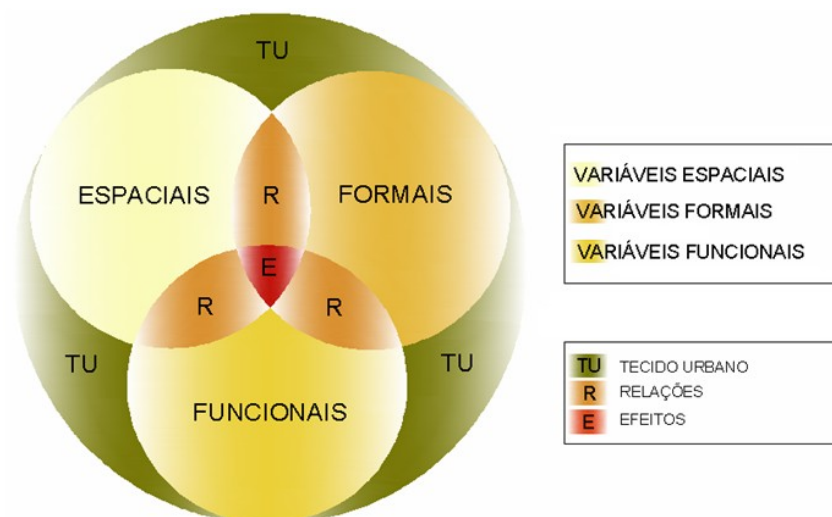 TU
ESPACIAIS
R
FORMAIS
E
R
R
TU
TU
FUNCIONAIS
VARIÁVEIS ESPACIAIS
VARIÁVEIS FORMAIS
VARIÁVEIS FUNCIONAIS
TU TECIDO URBANO
R RELAÇÕES
E EFEITOS